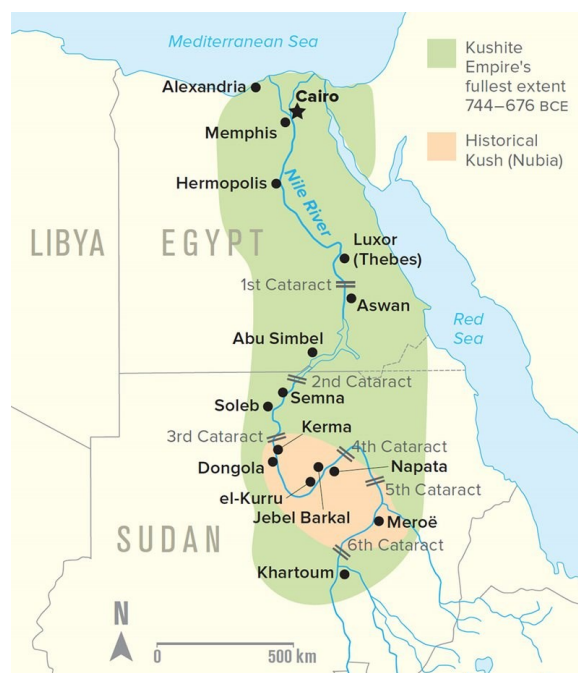 Mediterranean Sea
Kushite
Empire's
fullest extent
744–676 BCE
Historical
Kush (Nubia)
Alexandria
Cairo
Memphis
Hermopolis
Nile River
LIBYA
EGYPT
Luxor
(Thebes)
1st Cataract
Aswan
Red
Sea
Abu Simbel
2nd Cataract
Semna
Soleb
Kerma
3rd Cataract
4th Cataract
Dongola
Napata
5th Cataract
el-Kurru
Jebel Barkal
Meroë
SUDAN
6th Cataract
Khartoum
N
0
500 km